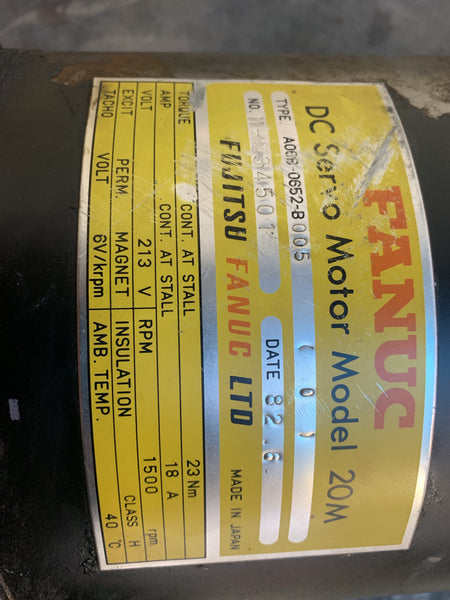 FANUC
DC Servo Motor Model 20M
TYPE A06B-0652-B005
NO. DATE 82.6
FUJITSU FANUC LTD MADE IN JAPAN
TORQUE CONT. AT STALL 23 Nm
AMP CONT. AT STALL 18 A
VOLT 213 V RPM 1500 rpm
EXCIT PERM. MAGNET INSULATION CLASS H
TACHO VOLT 6V/krpm AMB. TEMP. 40 °C